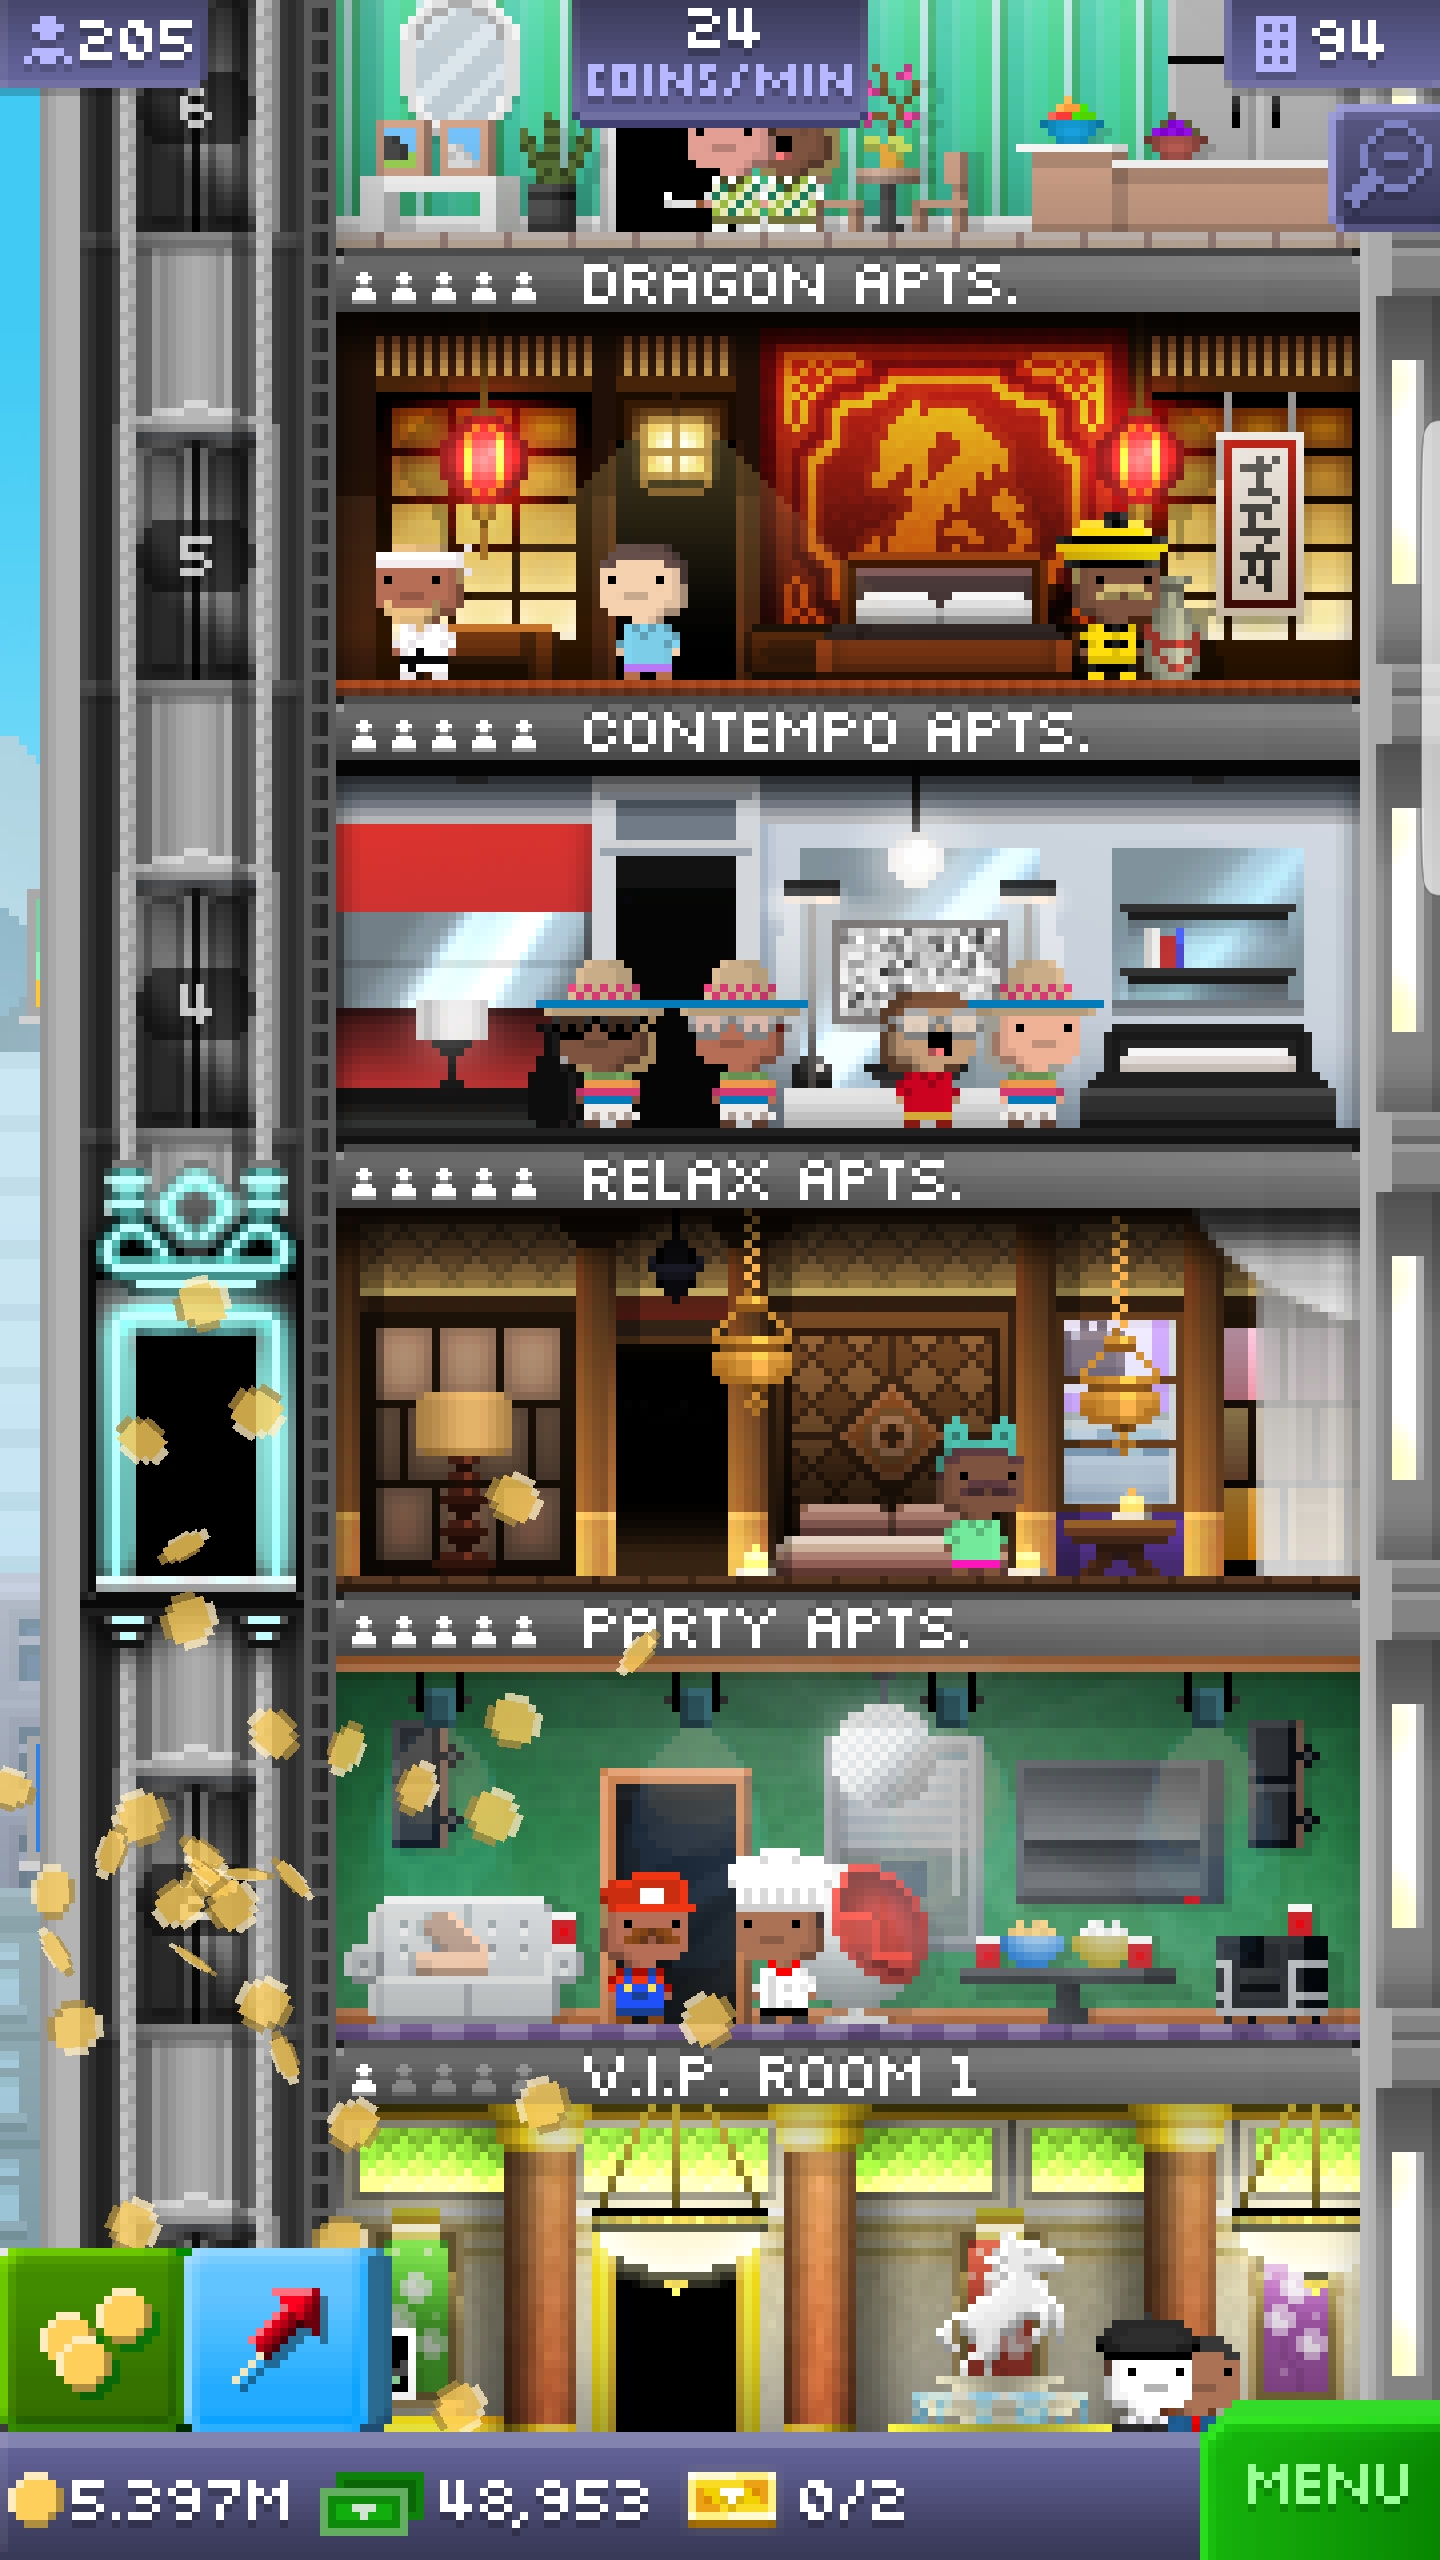 205
24
COINS/MIN
94
6
DRAGON APTS.
5
CONTEMPO APTS.
4
RELAX APTS.
PARTY APTS.
V.I.P. ROOM 1
5.397M
48,953
0/2
MENU